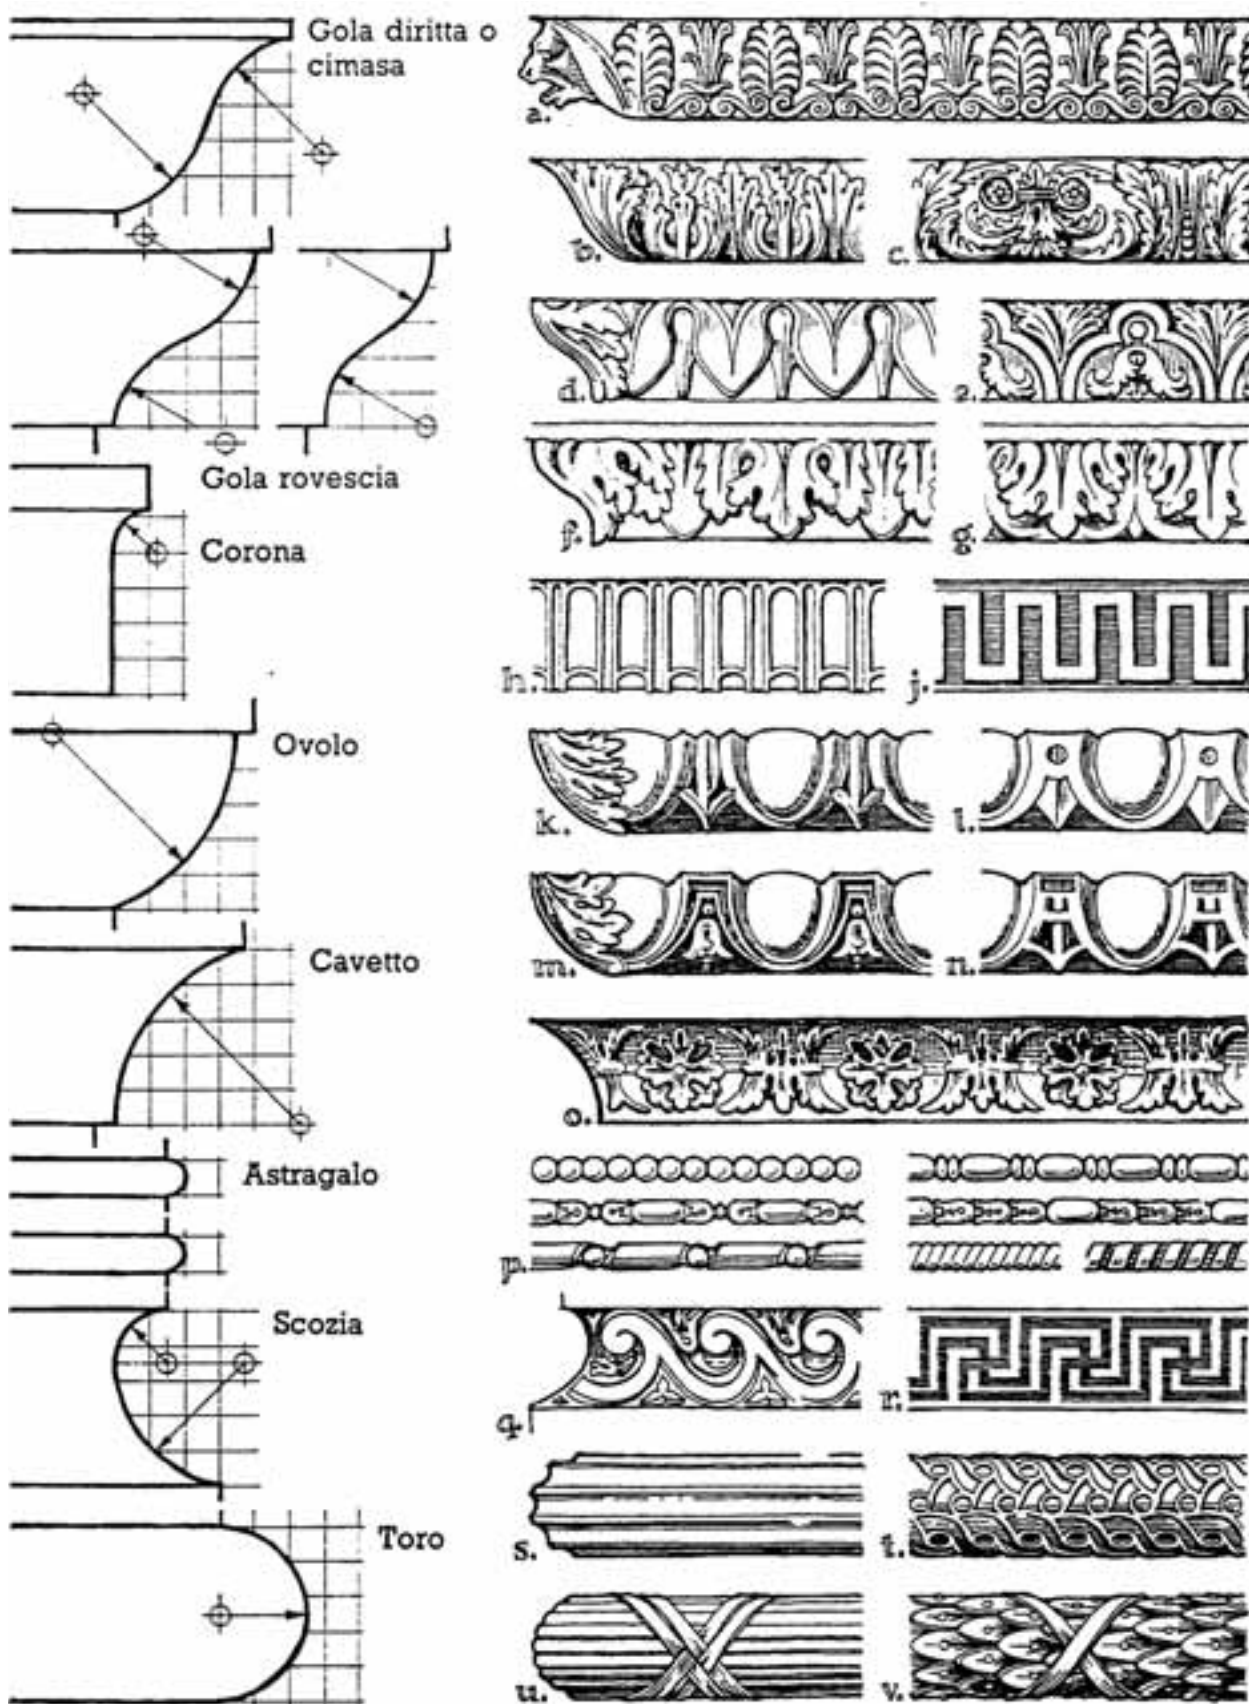 Gola diritta o
cimasa
Gola rovescia
Corona
Ovolo
Cavetto
Astragalo
Scozia
Toro
a.
b.
c.
d.
e.
f.
g.
h.
j.
k.
l.
m.
n.
o.
p.
q.
r.
s.
t.
u.
v.